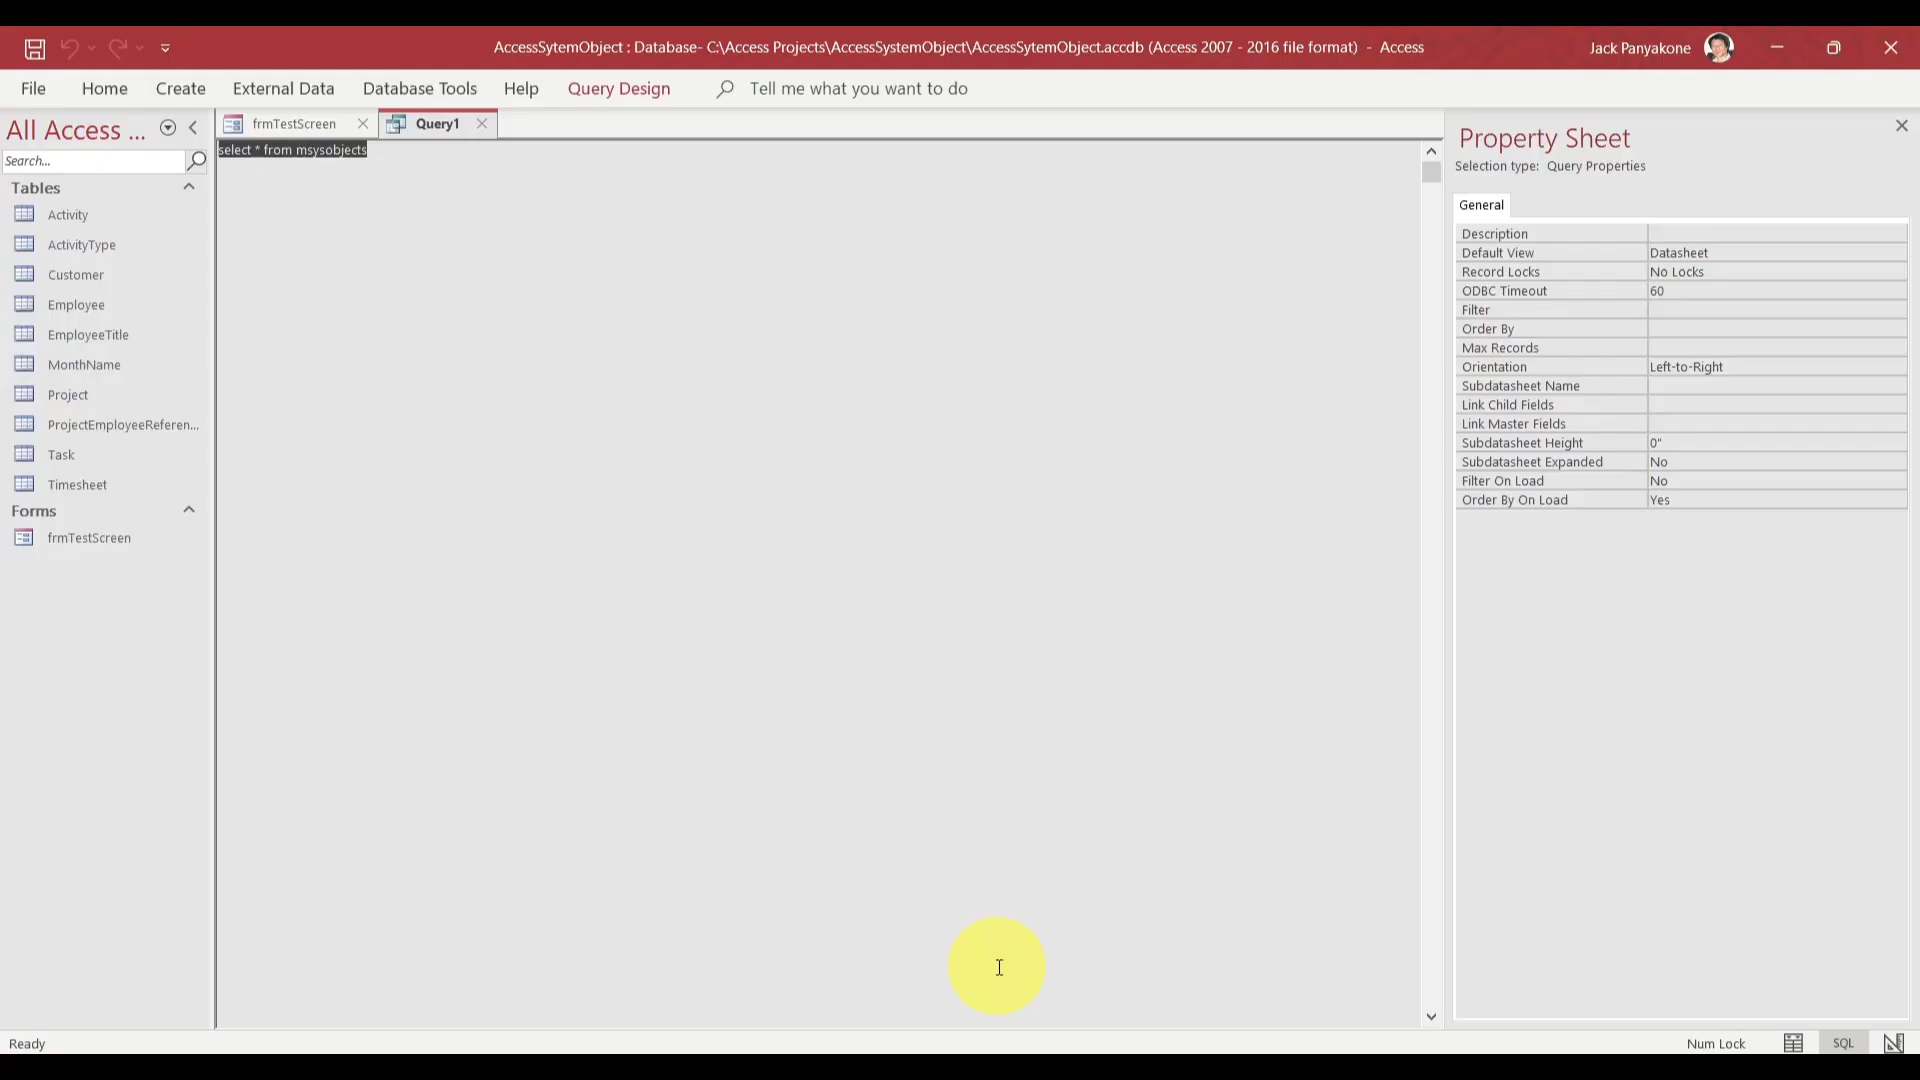 AccessSytemObject : Database- C:\Access Projects\AccessSystemObject\AccessSytemObject.accdb (Access 2007 - 2016 file format) - Access
Jack Panyakone
File Home Create External Data Database Tools Help Query Design Tell me what you want to do
All Access ...
frmTestScreen
Query1
Search...
select * from msysobjects
Tables
Activity
ActivityType
Customer
Employee
EmployeeTitle
MonthName
Project
ProjectEmployeeReferen...
Task
Timesheet
Forms
frmTestScreen
Property Sheet
Selection type: Query Properties
General
Description
Default View Datasheet
Record Locks No Locks
ODBC Timeout 60
Filter
Order By
Max Records
Orientation Left-to-Right
Subdatasheet Name
Link Child Fields
Link Master Fields
Subdatasheet Height 0"
Subdatasheet Expanded No
Filter On Load No
Order By On Load Yes
Ready
Num Lock
SQL